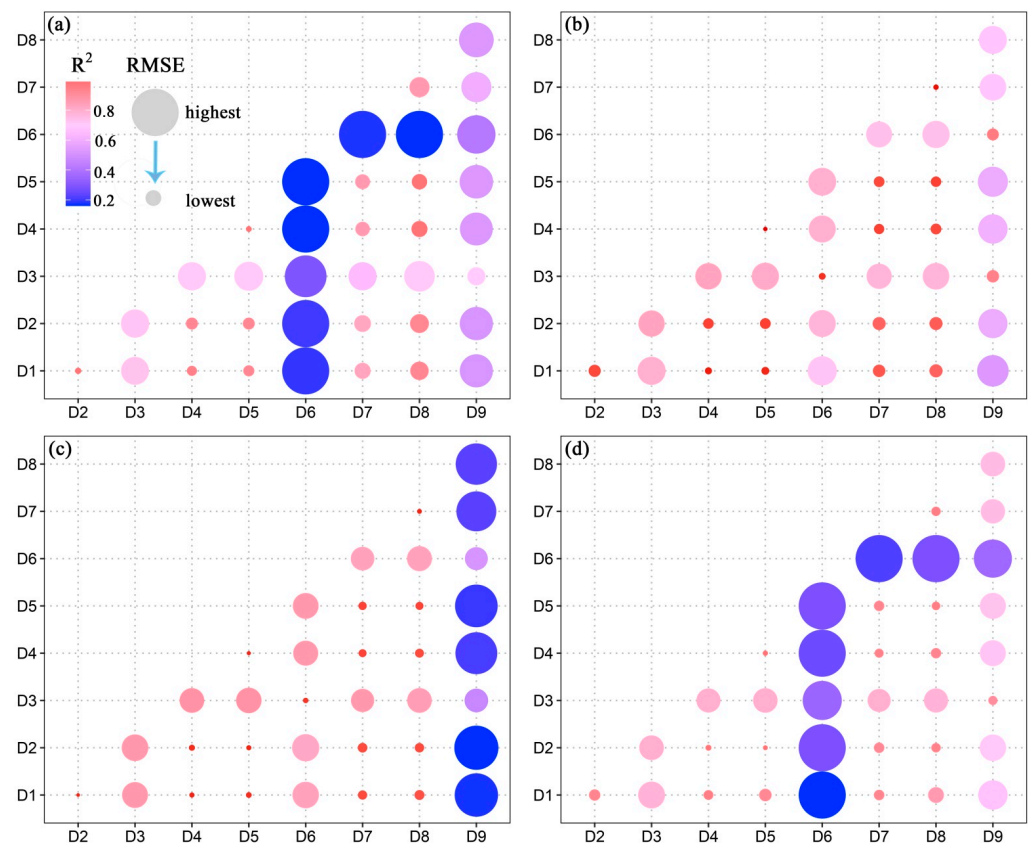 (a)
(b)
D8
D7
D6
D5
D4
D3
D2
D1
R² RMSE
0.8
0.6
0.4
0.2
highest
lowest
D2 D3 D4 D5 D6 D7 D8 D9
D8
D7
D6
D5
D4
D3
D2
D1
D2 D3 D4 D5 D6 D7 D8 D9
(c)
D8
D7
D6
D5
D4
D3
D2
D1
D2 D3 D4 D5 D6 D7 D8 D9
(d)
D8
D7
D6
D5
D4
D3
D2
D1
D2 D3 D4 D5 D6 D7 D8 D9